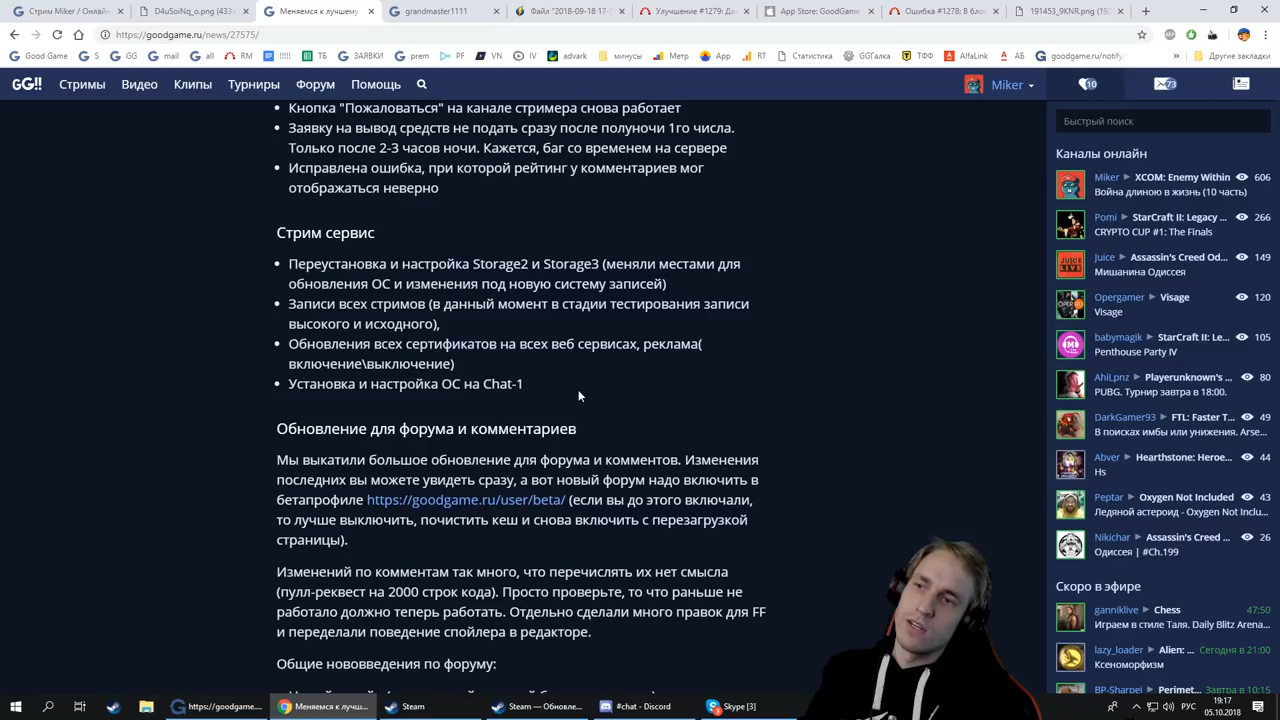 Стрим Miker / Онлайн
D4uSoiNq_o.png (433×
Меняемся к лучшему
grandmaster1111
Файл "2018-09-18 17-
Улучшение #1279: Дав
App Store: GoodGame
Ошибка #1278: В блок
191453_9KNR.png (19
https://goodgame.ru/news/27575/
Good Game
G S
GG
mail
all
RM
!!!!!
ТБ
ЗАЯВКИ
prem
PF
VN
IV
advark
минусы
Метр
App
RT
Статистика
GGГалка
ТФФ
AlfaLink
АБ
goodgame.ru/notify
Другие закладки
GG!!
Стримы
Видео
Клипы
Турниры
Форум
Помощь
Miker
10
73
Кнопка "Пожаловаться" на канале стримера снова работает
Заявку на вывод средств не подать сразу после полуночи 1го числа.
Только после 2-3 часов ночи. Кажется, баг со временем на сервере
Исправлена ошибка, при которой рейтинг у комментариев мог
отображаться неверно
Стрим сервис
Переустановка и настройка Storage2 и Storage3 (меняли местами для
обновления ОС и изменения под новую систему записей)
Записи всех стримов (в данный момент в стадии тестирования записи
высокого и исходного),
Обновления всех сертификатов на всех веб сервисах, реклама(
включение\выключение)
Установка и настройка ОС на Chat-1
Обновление для форума и комментариев
Мы выкатили большое обновление для форума и комментов. Изменения
последних вы можете увидеть сразу, а вот новый форум надо включить в
бетапрофиле https://goodgame.ru/user/beta/ (если вы до этого включали,
то лучше выключить, почистить кеш и снова включить с перезагрузкой
страницы).
Изменений по комментам так много, что перечислять их нет смысла
(пулл-реквест на 2000 строк кода). Просто проверьте, то что раньше не
работало должно теперь работать. Отдельно сделали много правок для FF
и переделали поведение спойлера в редакторе.
Общие нововведения по форуму:
Быстрый поиск
Каналы онлайн
Miker XCOM: Enemy Within 606
Война длиною в жизнь (10 часть)
Pomi StarCraft II: Legacy ... 266
CRYPTO CUP #1: The Finals
Juice Assassin's Creed Od... 149
Мишанина Одиссея
Opergamer Visage 120
Visage
babymagik StarCraft II: Le... 105
Penthouse Party IV
AhiLpnz Playerunknown's ... 80
PUBG. Турнир завтра в 18:00.
DarkGamer93 FTL: Faster T... 49
В поисках имбы или унижения. Arse...
Abver Hearthstone: Heroe... 44
Hs
Peptar Oxygen Not Included 43
Ледяной астероид - Oxygen Not Inclu...
Nikichar Assassin's Creed ... 26
Одиссея | #Ch.199
Скоро в эфире
ganniklive Chess 47:50
Играем в стиле Таля. Daily Blitz Arena...
lazy_loader Alien: ... Сегодня в 21:00
Ксеноморфизм
BP-Sharpei Perimet... Завтра в 10:15
https://goodgame....
Меняемся к лучш...
Steam
Steam — Обновле...
#chat - Discord
Skype [3]
РУС
19:17
05.10.2018